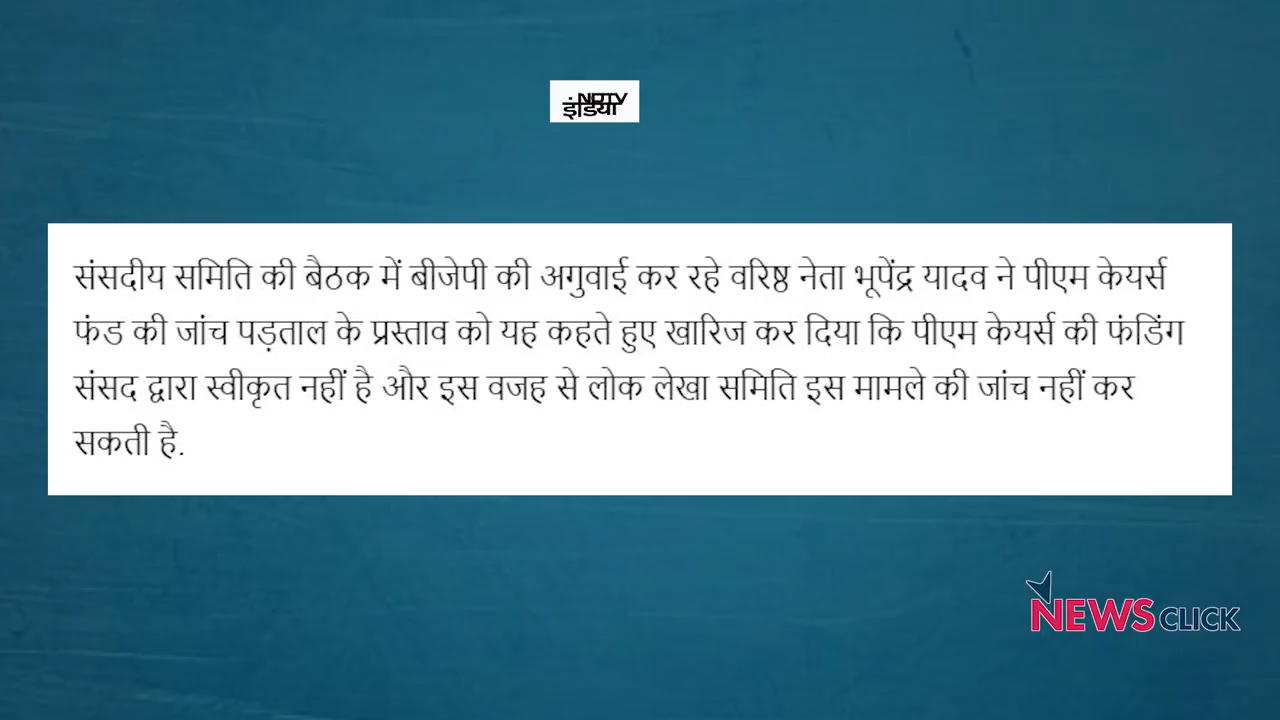 NDTV
इंडिया
संसदीय समिति की बैठक में बीजेपी की अगुवाई कर रहे वरिष्ठ नेता भूपेंद्र यादव ने पीएम केयर्स
फंड की जांच पड़ताल के प्रस्ताव को यह कहते हुए खारिज कर दिया कि पीएम केयर्स की फंडिंग
संसद द्वारा स्वीकृत नहीं है और इस वजह से लोक लेखा समिति इस मामले की जांच नहीं कर
सकती है.
NEWSCLICK